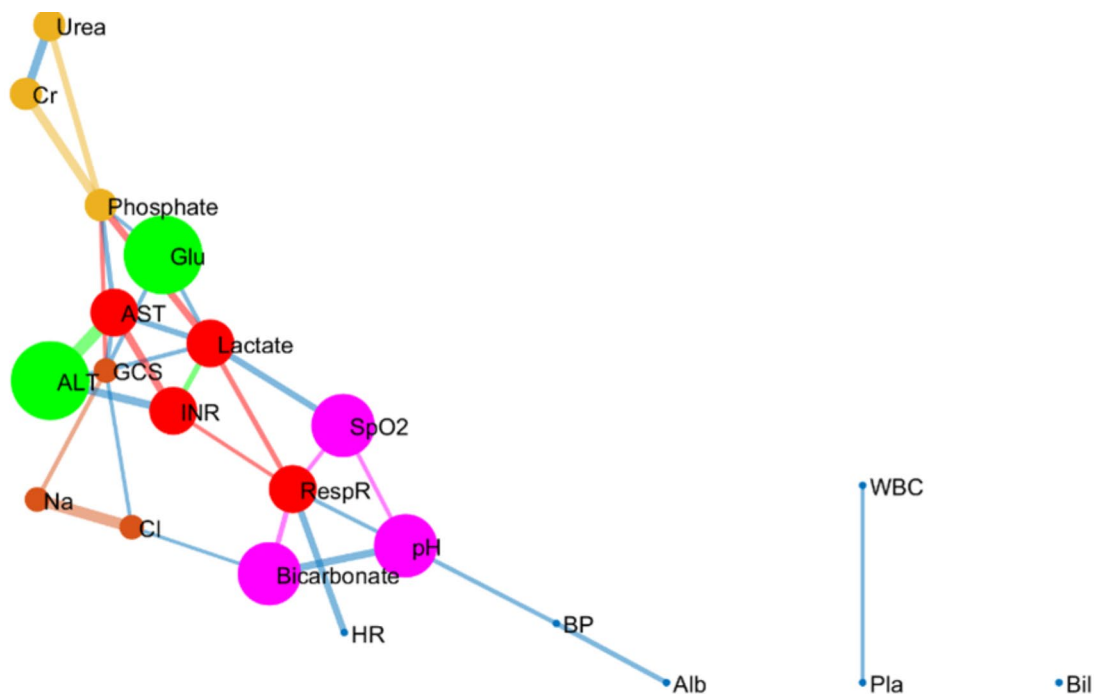 Urea
Cr
Phosphate
Glu
AST
Lactate
GCS
ALT
INR
SpO2
RespR
WBC
Na
Cl
pH
Bicarbonate
BP
HR
Alb
Pla
Bil